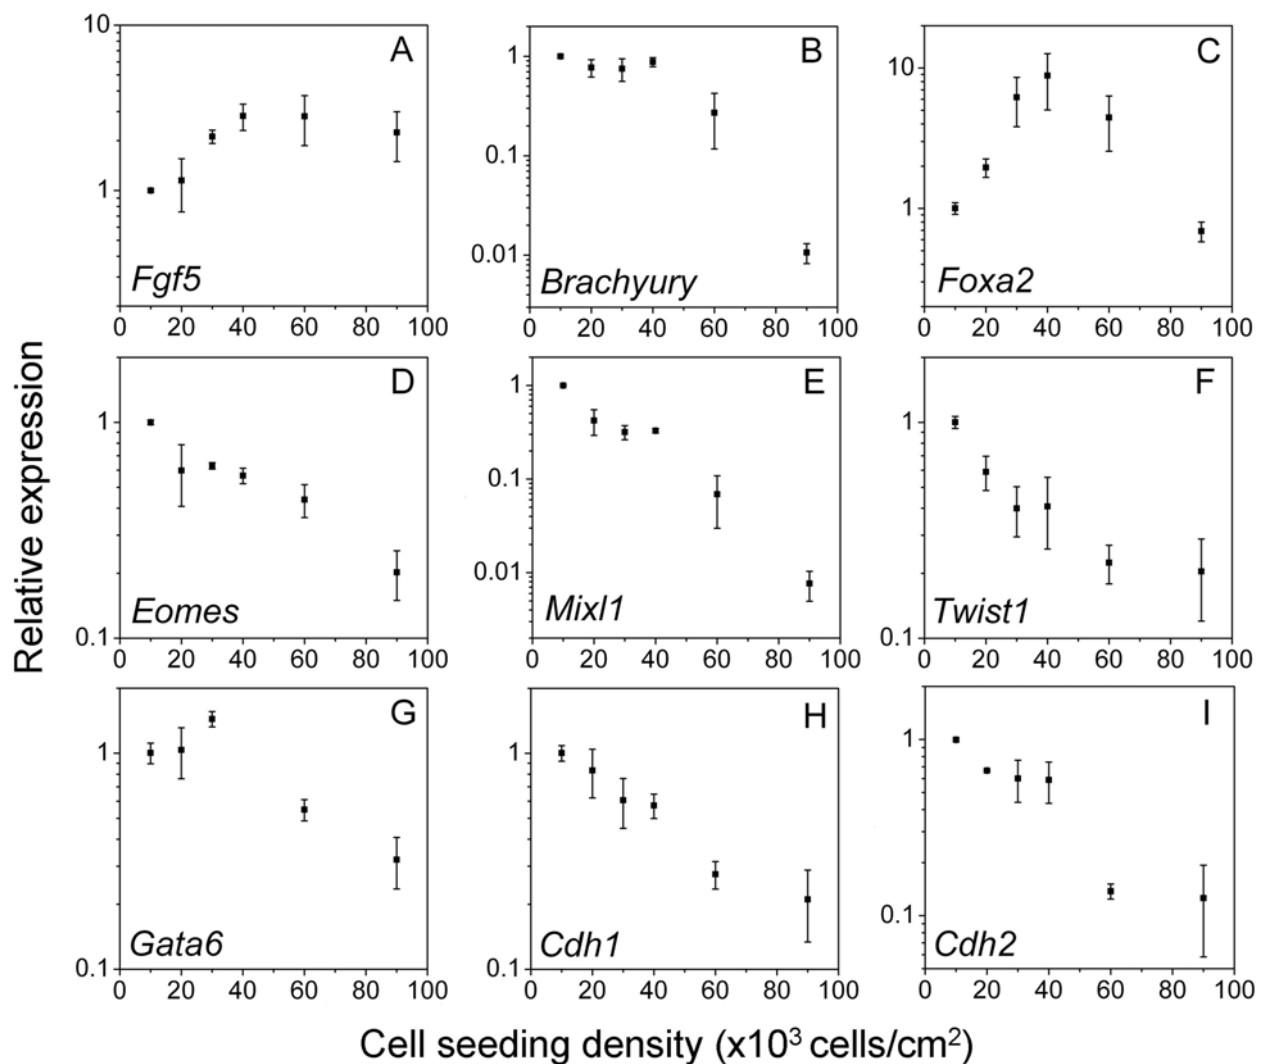 Relative expression
10
1
A
Fgf5
0 20 40 60 80 100
1
0.1
0.01
B
Brachyury
0 20 40 60 80 100
10
1
C
Foxa2
0 20 40 60 80 100
1
0.1
D
Eomes
0 20 40 60 80 100
1
0.1
0.01
E
Mixl1
0 20 40 60 80 100
1
0.1
F
Twist1
0 20 40 60 80 100
1
0.1
G
Gata6
0 20 40 60 80 100
1
0.1
H
Cdh1
0 20 40 60 80 100
1
0.1
I
Cdh2
0 20 40 60 80 100
Cell seeding density (x10³ cells/cm²)